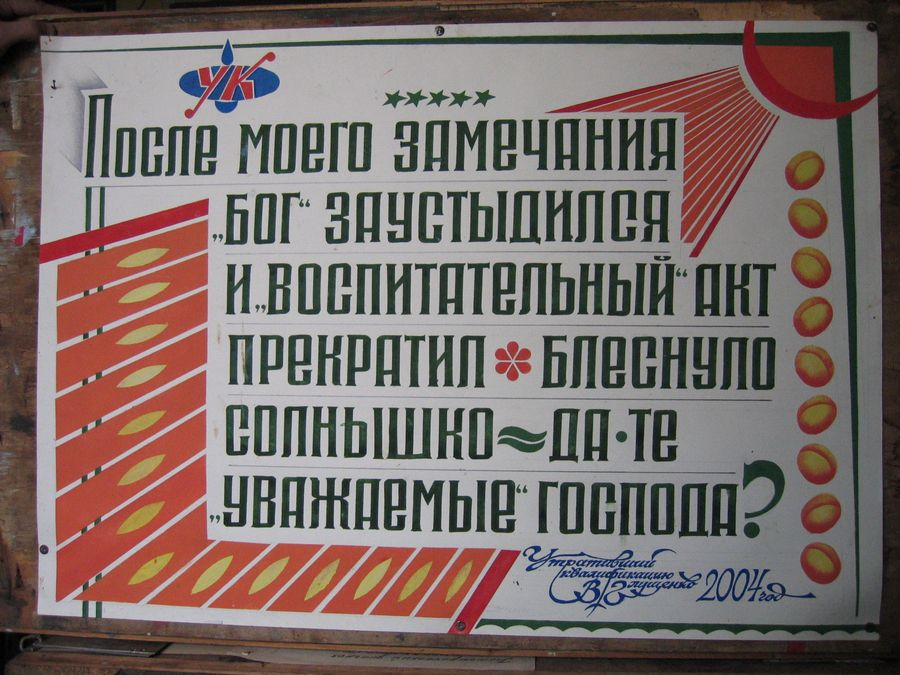 УК
После моего замечания
„Бог“ заустыдился
и „воспитательный“ акт
прекратил * блеснуло
солнышко ~ да·те
„уважаемые“ господа?
Утративший
квалификацию
В. Глущенко 2004 год